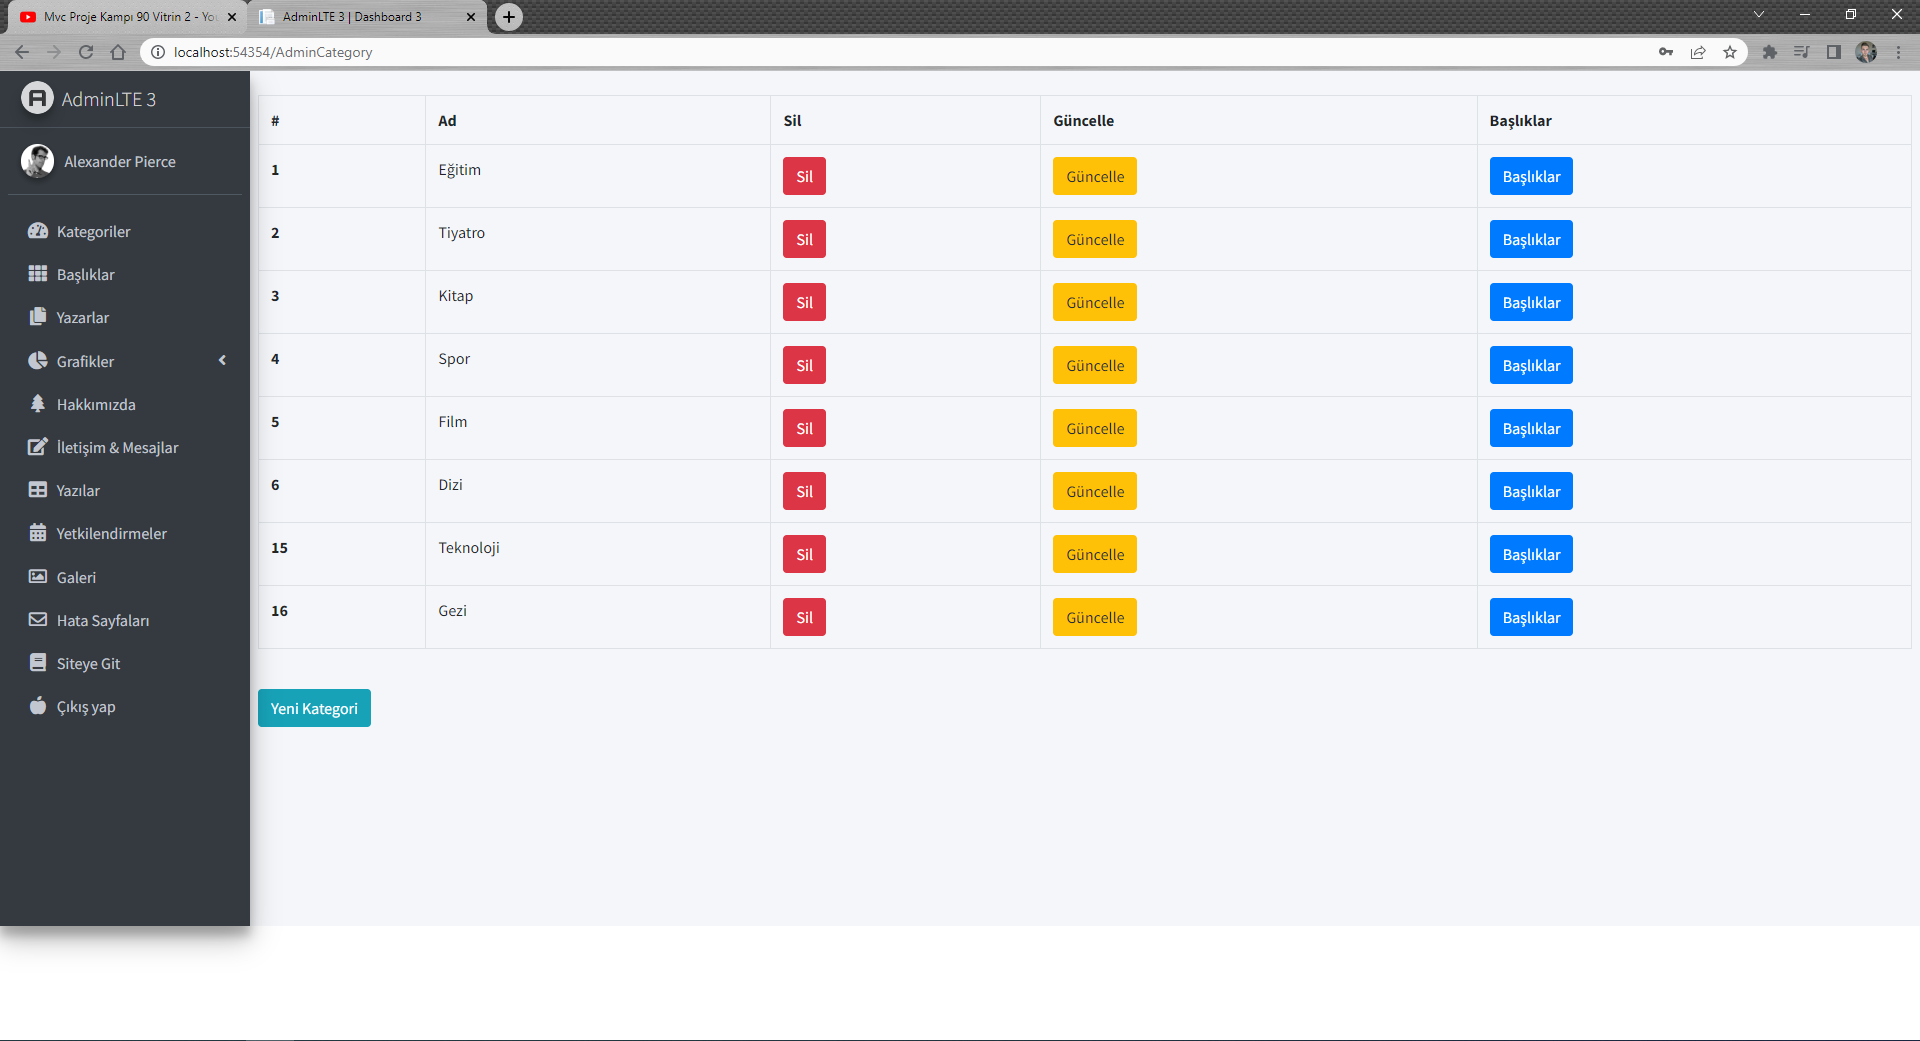 Mvc Proje Kampı 90 Vitrin 2 - You
AdminLTE 3 | Dashboard 3
localhost:54354/AdminCategory
AdminLTE 3
Alexander Pierce
Kategoriler
Başlıklar
Yazarlar
Grafikler
Hakkımızda
İletişim & Mesajlar
Yazılar
Yetkilendirmeler
Galeri
Hata Sayfaları
Siteye Git
Çıkış yap
# Ad Sil Güncelle Başlıklar
1 Eğitim Sil Güncelle Başlıklar
2 Tiyatro Sil Güncelle Başlıklar
3 Kitap Sil Güncelle Başlıklar
4 Spor Sil Güncelle Başlıklar
5 Film Sil Güncelle Başlıklar
6 Dizi Sil Güncelle Başlıklar
15 Teknoloji Sil Güncelle Başlıklar
16 Gezi Sil Güncelle Başlıklar
Yeni Kategori